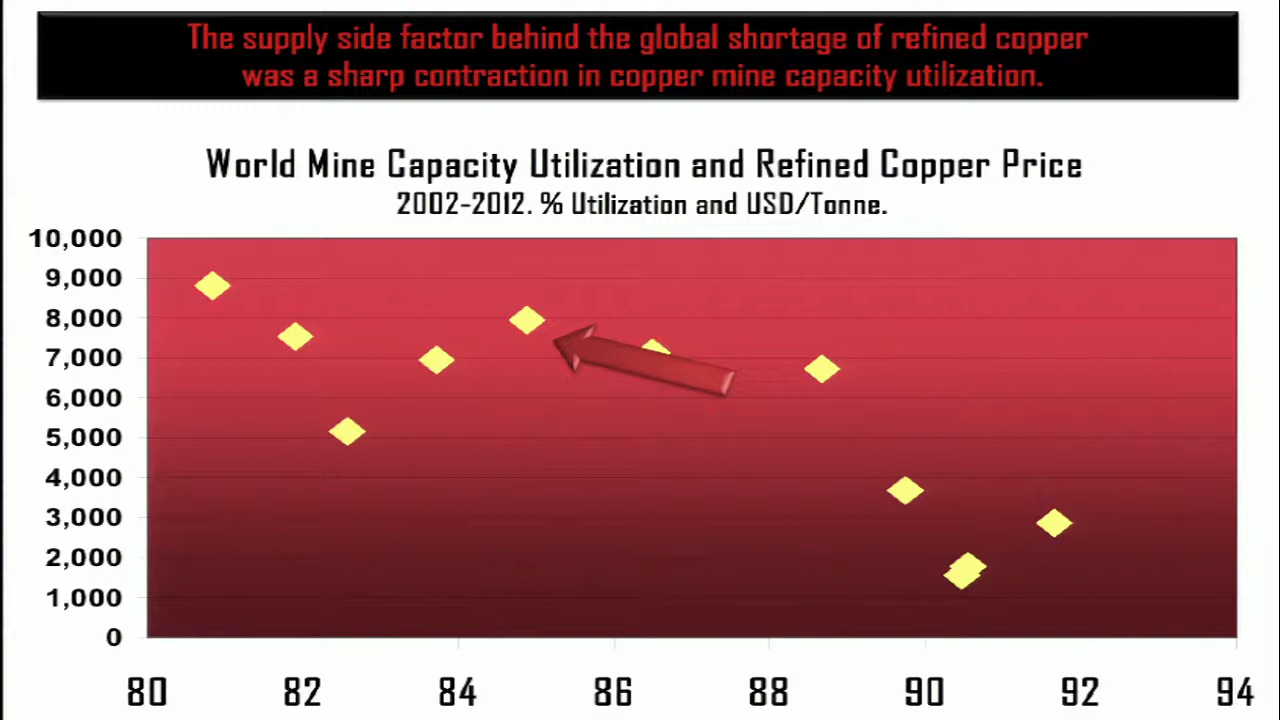 The supply side factor behind the global shortage of refined copper
was a sharp contraction in copper mine capacity utilization.
World Mine Capacity Utilization and Refined Copper Price
2002-2012. % Utilization and USD/Tonne.
10,000
9,000
8,000
7,000
6,000
5,000
4,000
3,000
2,000
1,000
0
80 82 84 86 88 90 92 94